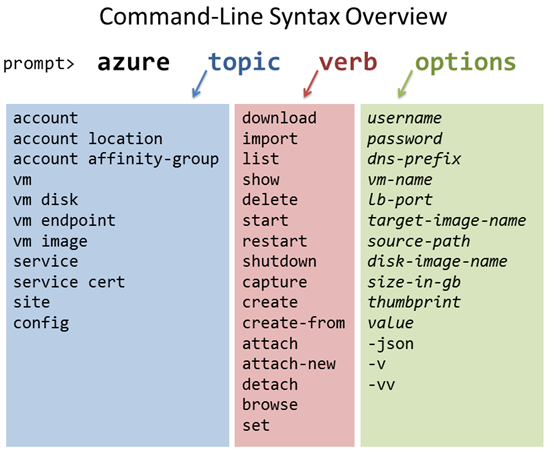 Command-Line Syntax Overview
prompt> azure topic verb options
account
account location
account affinity-group
vm
vm disk
vm endpoint
vm image
service
service cert
site
config
download
import
list
show
delete
start
restart
shutdown
capture
create
create-from
attach
attach-new
detach
browse
set
username
password
dns-prefix
vm-name
lb-port
target-image-name
source-path
disk-image-name
size-in-gb
thumbprint
value
-json
-v
-vv